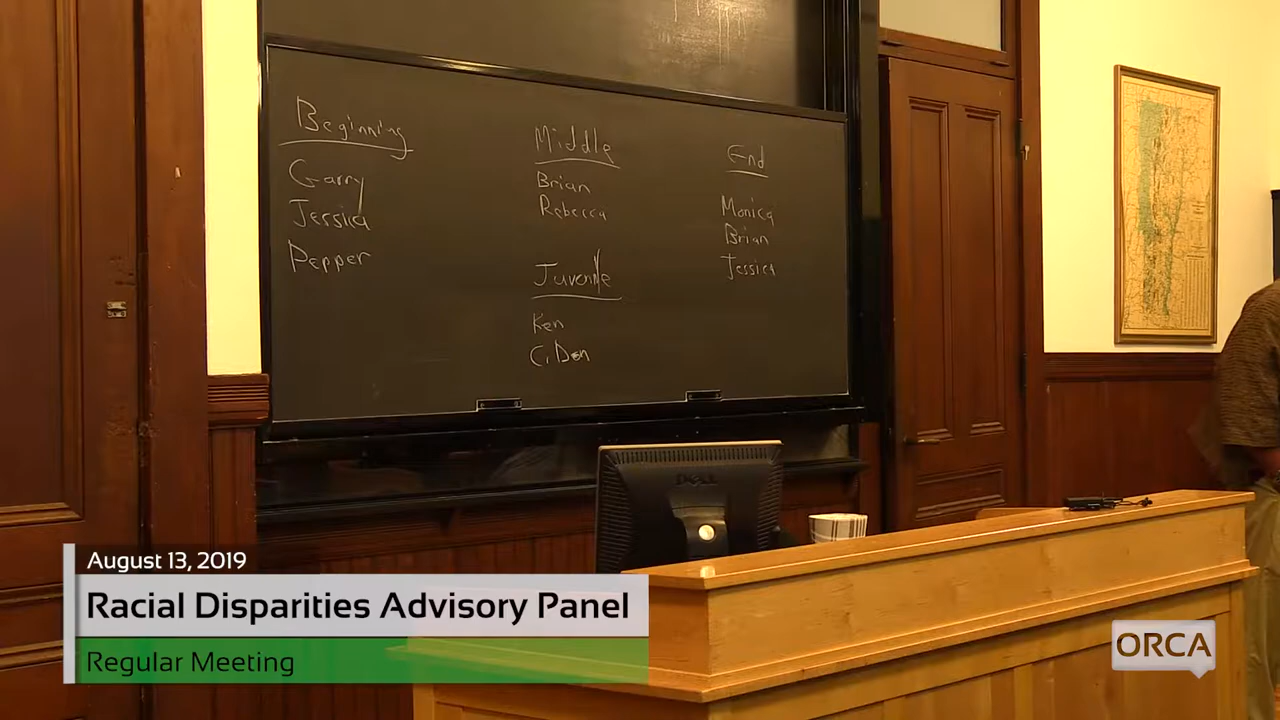 Beginning
Garry
Jessica
Pepper
Middle
Brian
Rebecca
Juvenile
Ken
End
Monica
Brian
Jessica
DELL
August 13, 2019
Racial Disparities Advisory Panel
Regular Meeting
ORCA